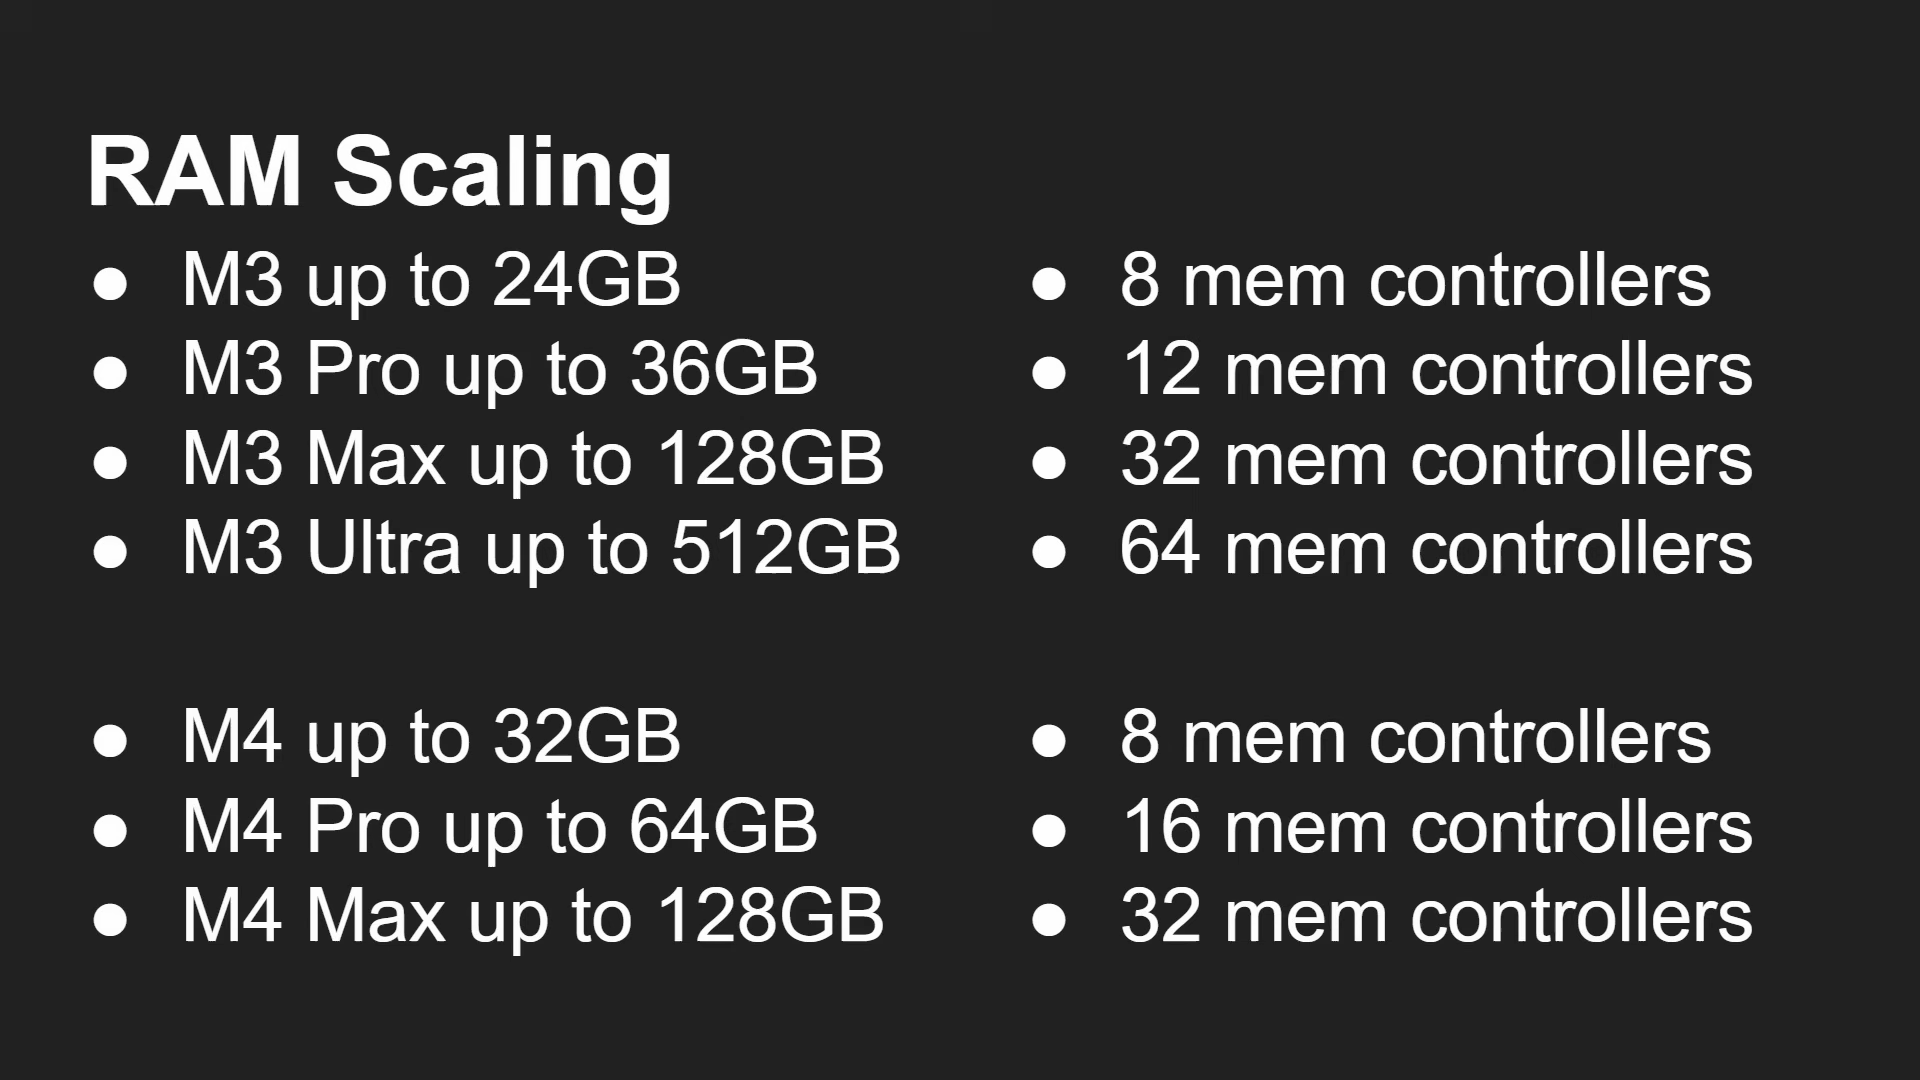 RAM Scaling
● M3 up to 24GB
● M3 Pro up to 36GB
● M3 Max up to 128GB
● M3 Ultra up to 512GB
● M4 up to 32GB
● M4 Pro up to 64GB
● M4 Max up to 128GB
● 8 mem controllers
● 12 mem controllers
● 32 mem controllers
● 64 mem controllers
● 8 mem controllers
● 16 mem controllers
● 32 mem controllers